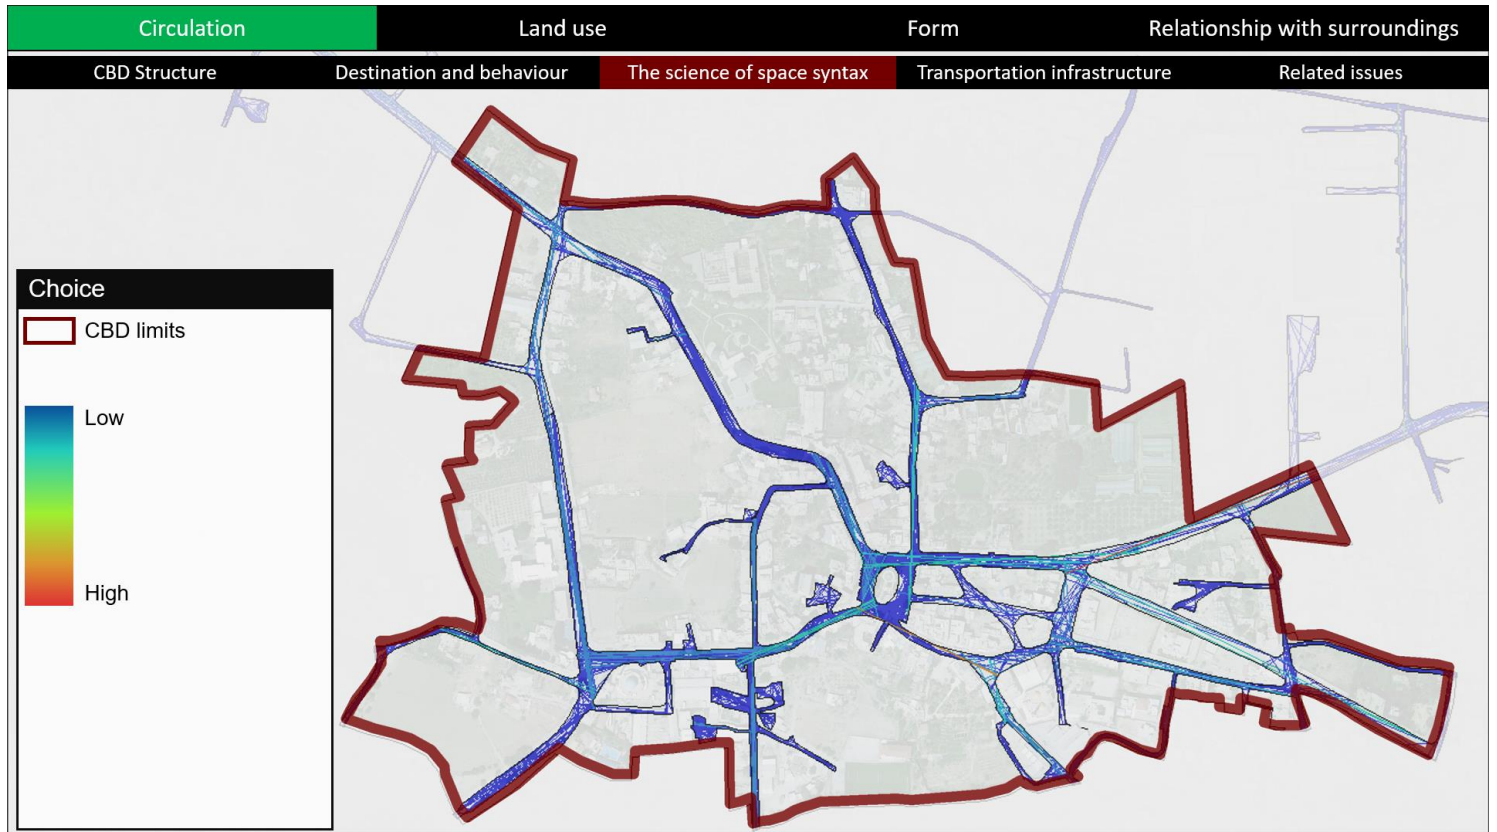 Circulation
Land use
Form
Relationship with surroundings
CBD Structure
Destination and behaviour
The science of space syntax
Transportation infrastructure
Related issues
Choice
CBD limits
Low
High